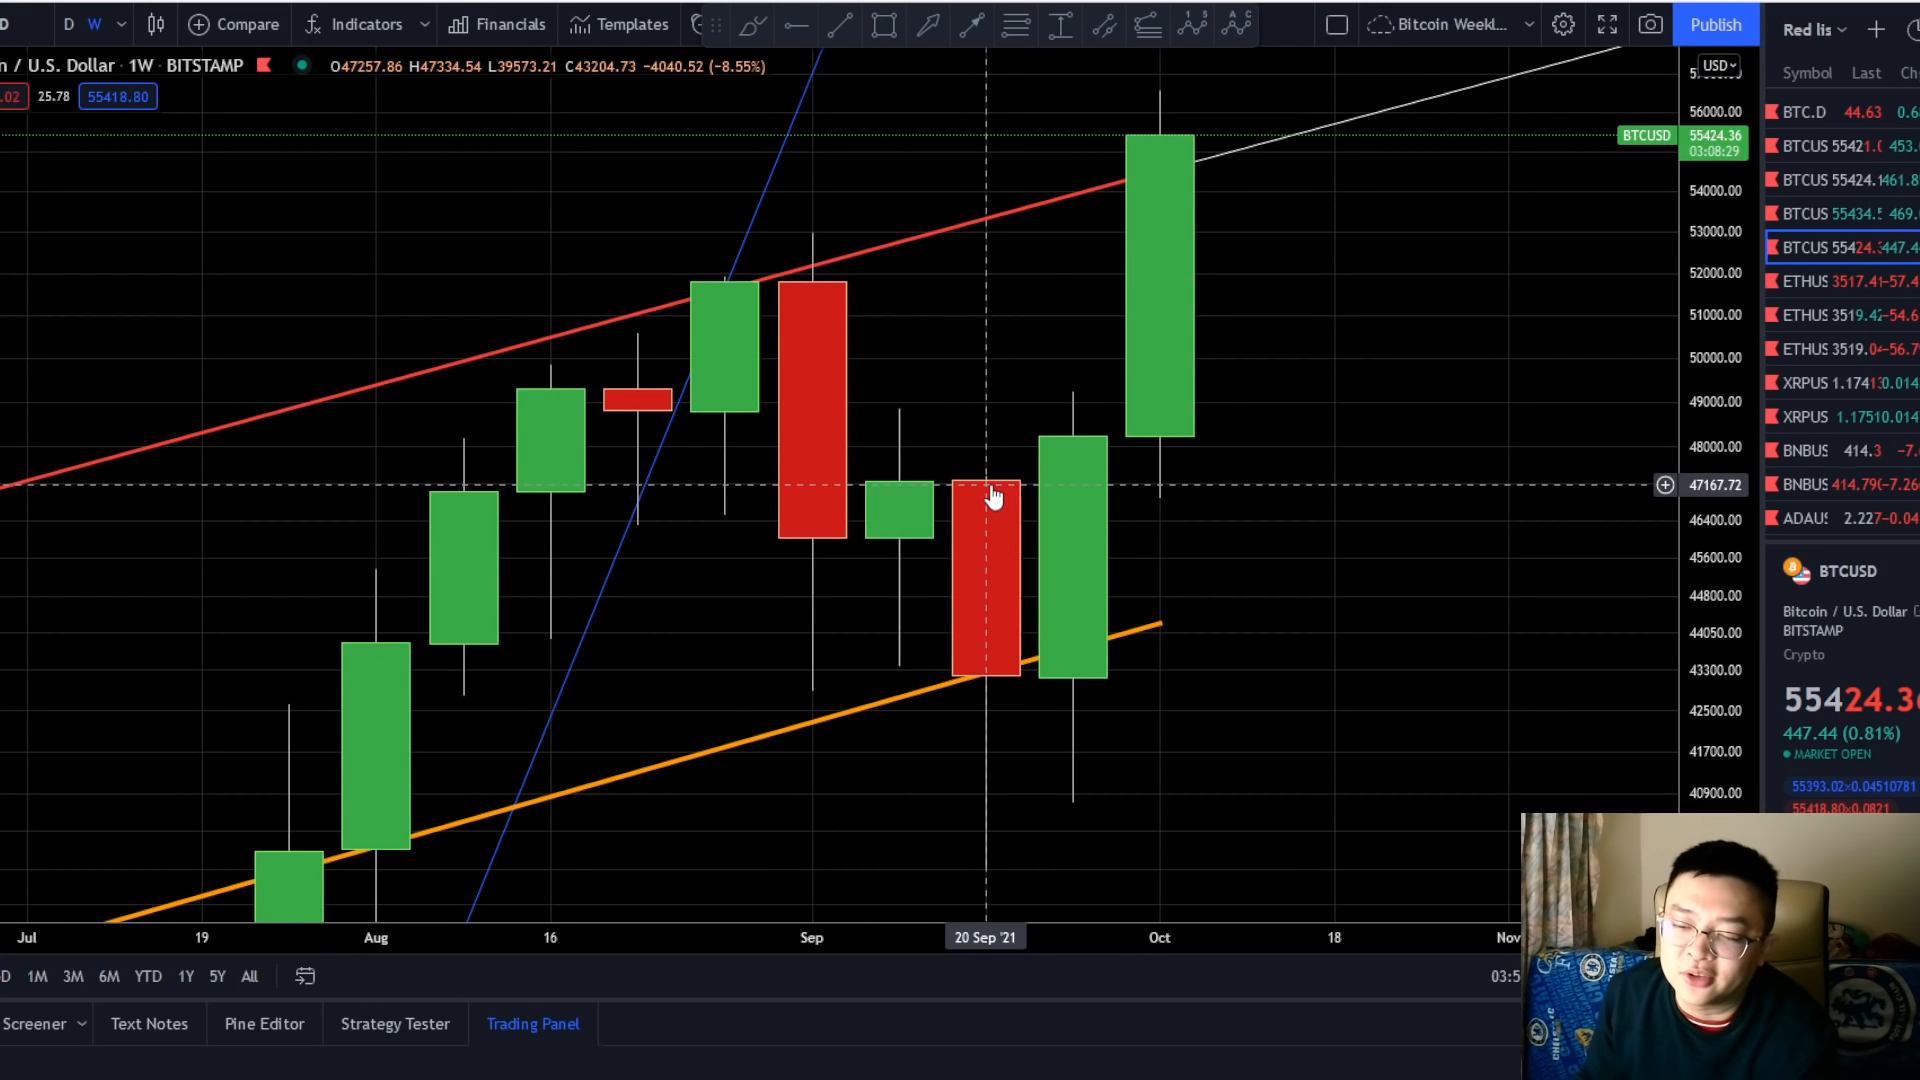 D
D W Compare Indicators Financials Templates Bitcoin Weekl... Publish
n / U.S. Dollar · 1W · BITSTAMP O47257.86 H47334.54 L39573.21 C43204.73 −4040.52 (−8.55%)
.02 25.78 55418.80
USD
56000.00
BTCUSD 55424.36
03:08:29
54000.00
53000.00
52000.00
51000.00
50000.00
49000.00
48000.00
47167.72
46400.00
45600.00
44800.00
44050.00
43300.00
42500.00
41700.00
40900.00
Jul 19 Aug 16 Sep 20 Sep '21 Oct 18 Nov
D 1M 3M 6M YTD 1Y 5Y All 03:5
Screener Text Notes Pine Editor Strategy Tester Trading Panel
Red lis
Symbol Last Ch
BTC.D 44.63 0.6
BTCUS 55421.0 453.
BTCUS 55424.1 461.8
BTCUS 55434.5 469.
BTCUS 55424.3 447.4
ETHUS 3517.41 −57.4
ETHUS 3519.42 −54.6
ETHUS 3519.04 −56.7
XRPUS 1.1741 0.014
XRPUS 1.1751 0.014
BNBUS 414.3 −7.
BNBUS 414.790 −7.26
ADAUS 2.227 −0.04
BTCUSD
Bitcoin / U.S. Dollar
BITSTAMP
Crypto
55424.36
447.44 (0.81%)
MARKET OPEN
55393.02×0.04510781
55418.80×0.0821